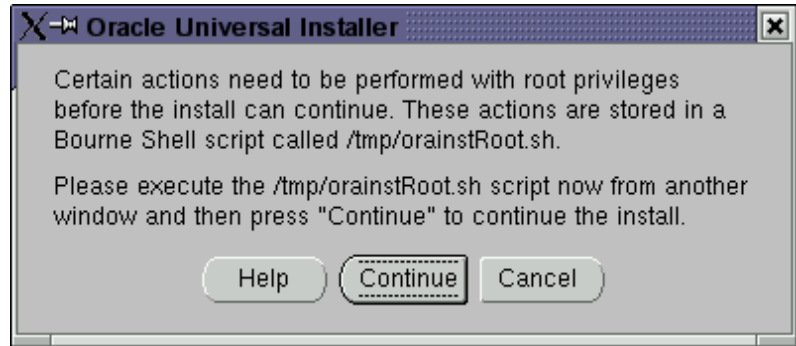 Oracle Universal Installer
Certain actions need to be performed with root privileges
before the install can continue. These actions are stored in a
Bourne Shell script called /tmp/orainstRoot.sh.
Please execute the /tmp/orainstRoot.sh script now from another
window and then press "Continue" to continue the install.
Help Continue Cancel